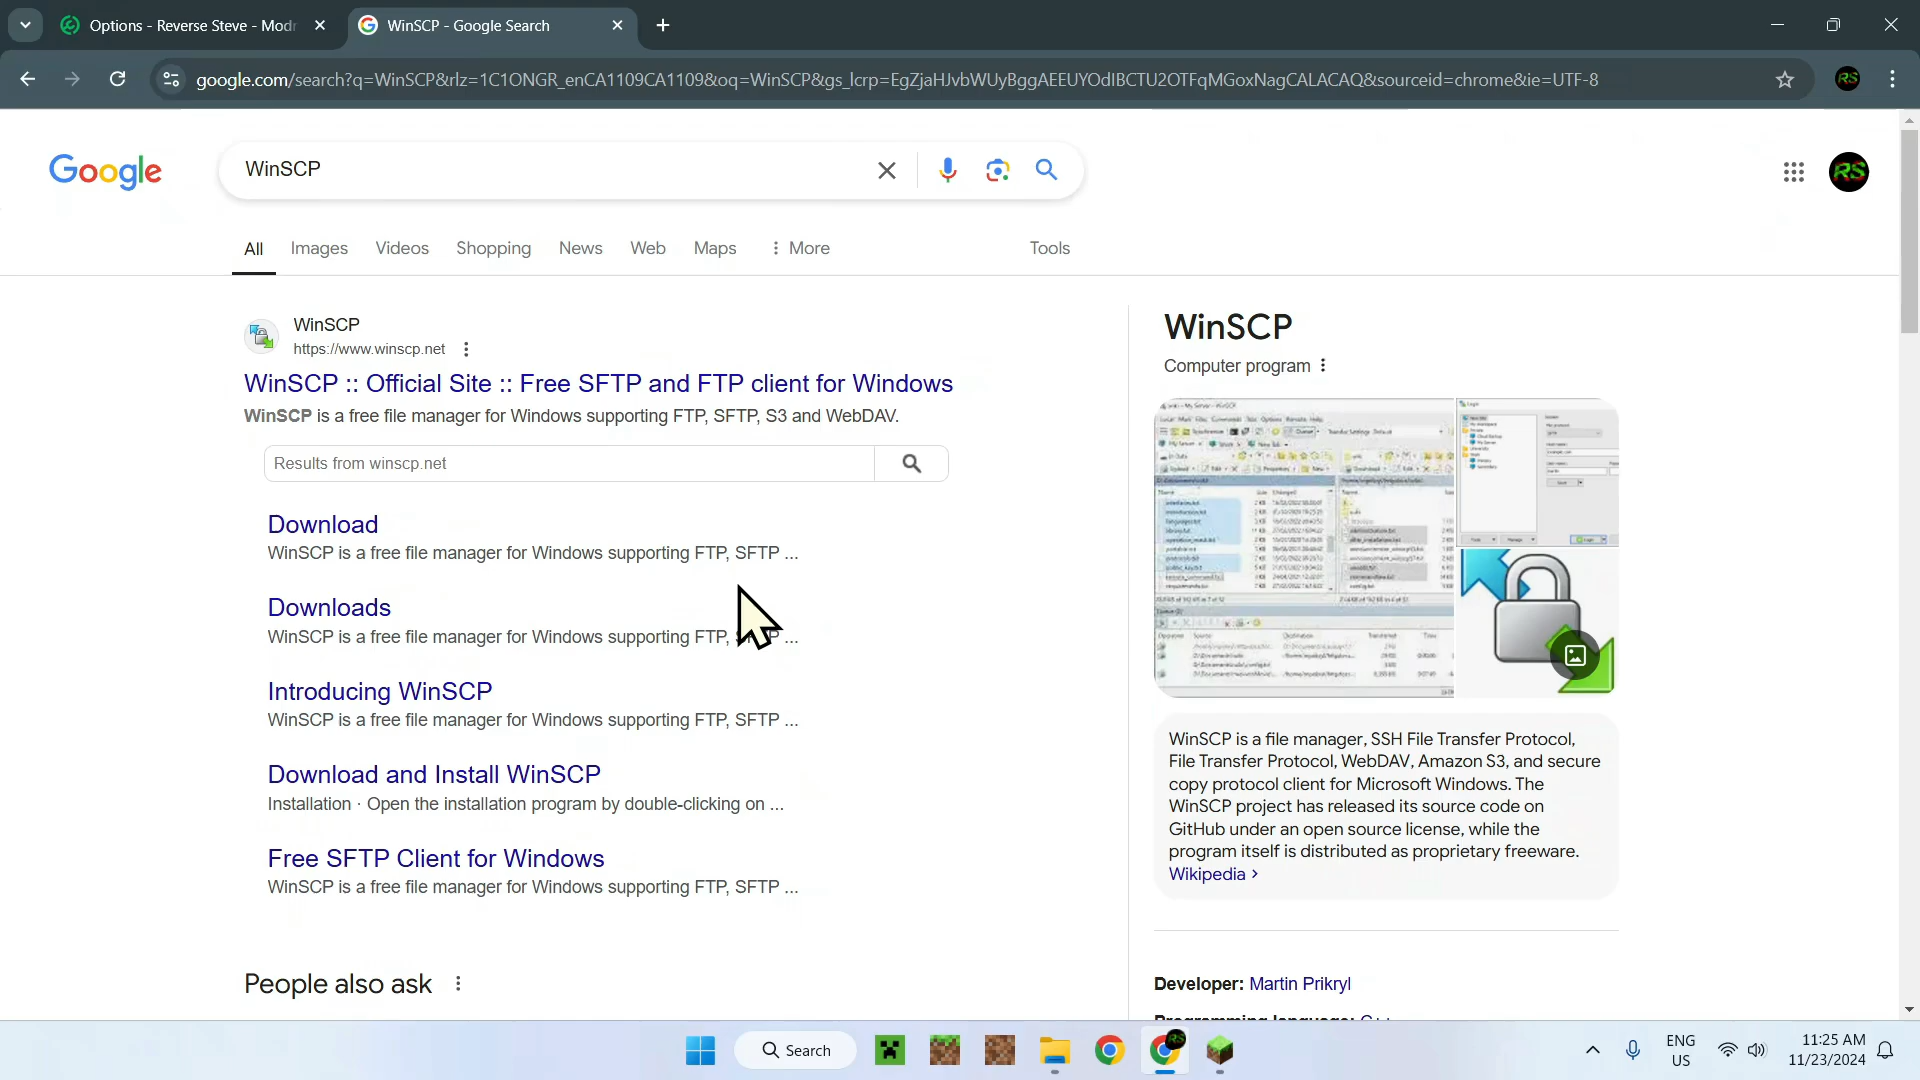 Options - Reverse Steve - Modr
WinSCP - Google Search
google.com/search?q=WinSCP&rlz=1C1ONGR_enCA1109CA1109&oq=WinSCP&gs_lcrp=EgZjaHJvbWUyBggAEEUYOdIBCTU2OTFqMGoxNagCALACAQ&sourceid=chrome&ie=UTF-8
RS
Google
WinSCP
RS
All Images Videos Shopping News Web Maps More Tools
WinSCP
https://www.winscp.net
WinSCP :: Official Site :: Free SFTP and FTP client for Windows
WinSCP is a free file manager for Windows supporting FTP, SFTP, S3 and WebDAV.
Results from winscp.net
Download
WinSCP is a free file manager for Windows supporting FTP, SFTP ...
Downloads
WinSCP is a free file manager for Windows supporting FTP, ...
Introducing WinSCP
WinSCP is a free file manager for Windows supporting FTP, SFTP ...
Download and Install WinSCP
Installation · Open the installation program by double-clicking on ...
Free SFTP Client for Windows
WinSCP is a free file manager for Windows supporting FTP, SFTP ...
People also ask
WinSCP
Computer program
WinSCP is a file manager, SSH File Transfer Protocol,
File Transfer Protocol, WebDAV, Amazon S3, and secure
copy protocol client for Microsoft Windows. The
WinSCP project has released its source code on
GitHub under an open source license, while the
program itself is distributed as proprietary freeware.
Wikipedia >
Developer: Martin Prikryl
Programming language: C++
Search
RS
ENG
US
11:25 AM
11/23/2024